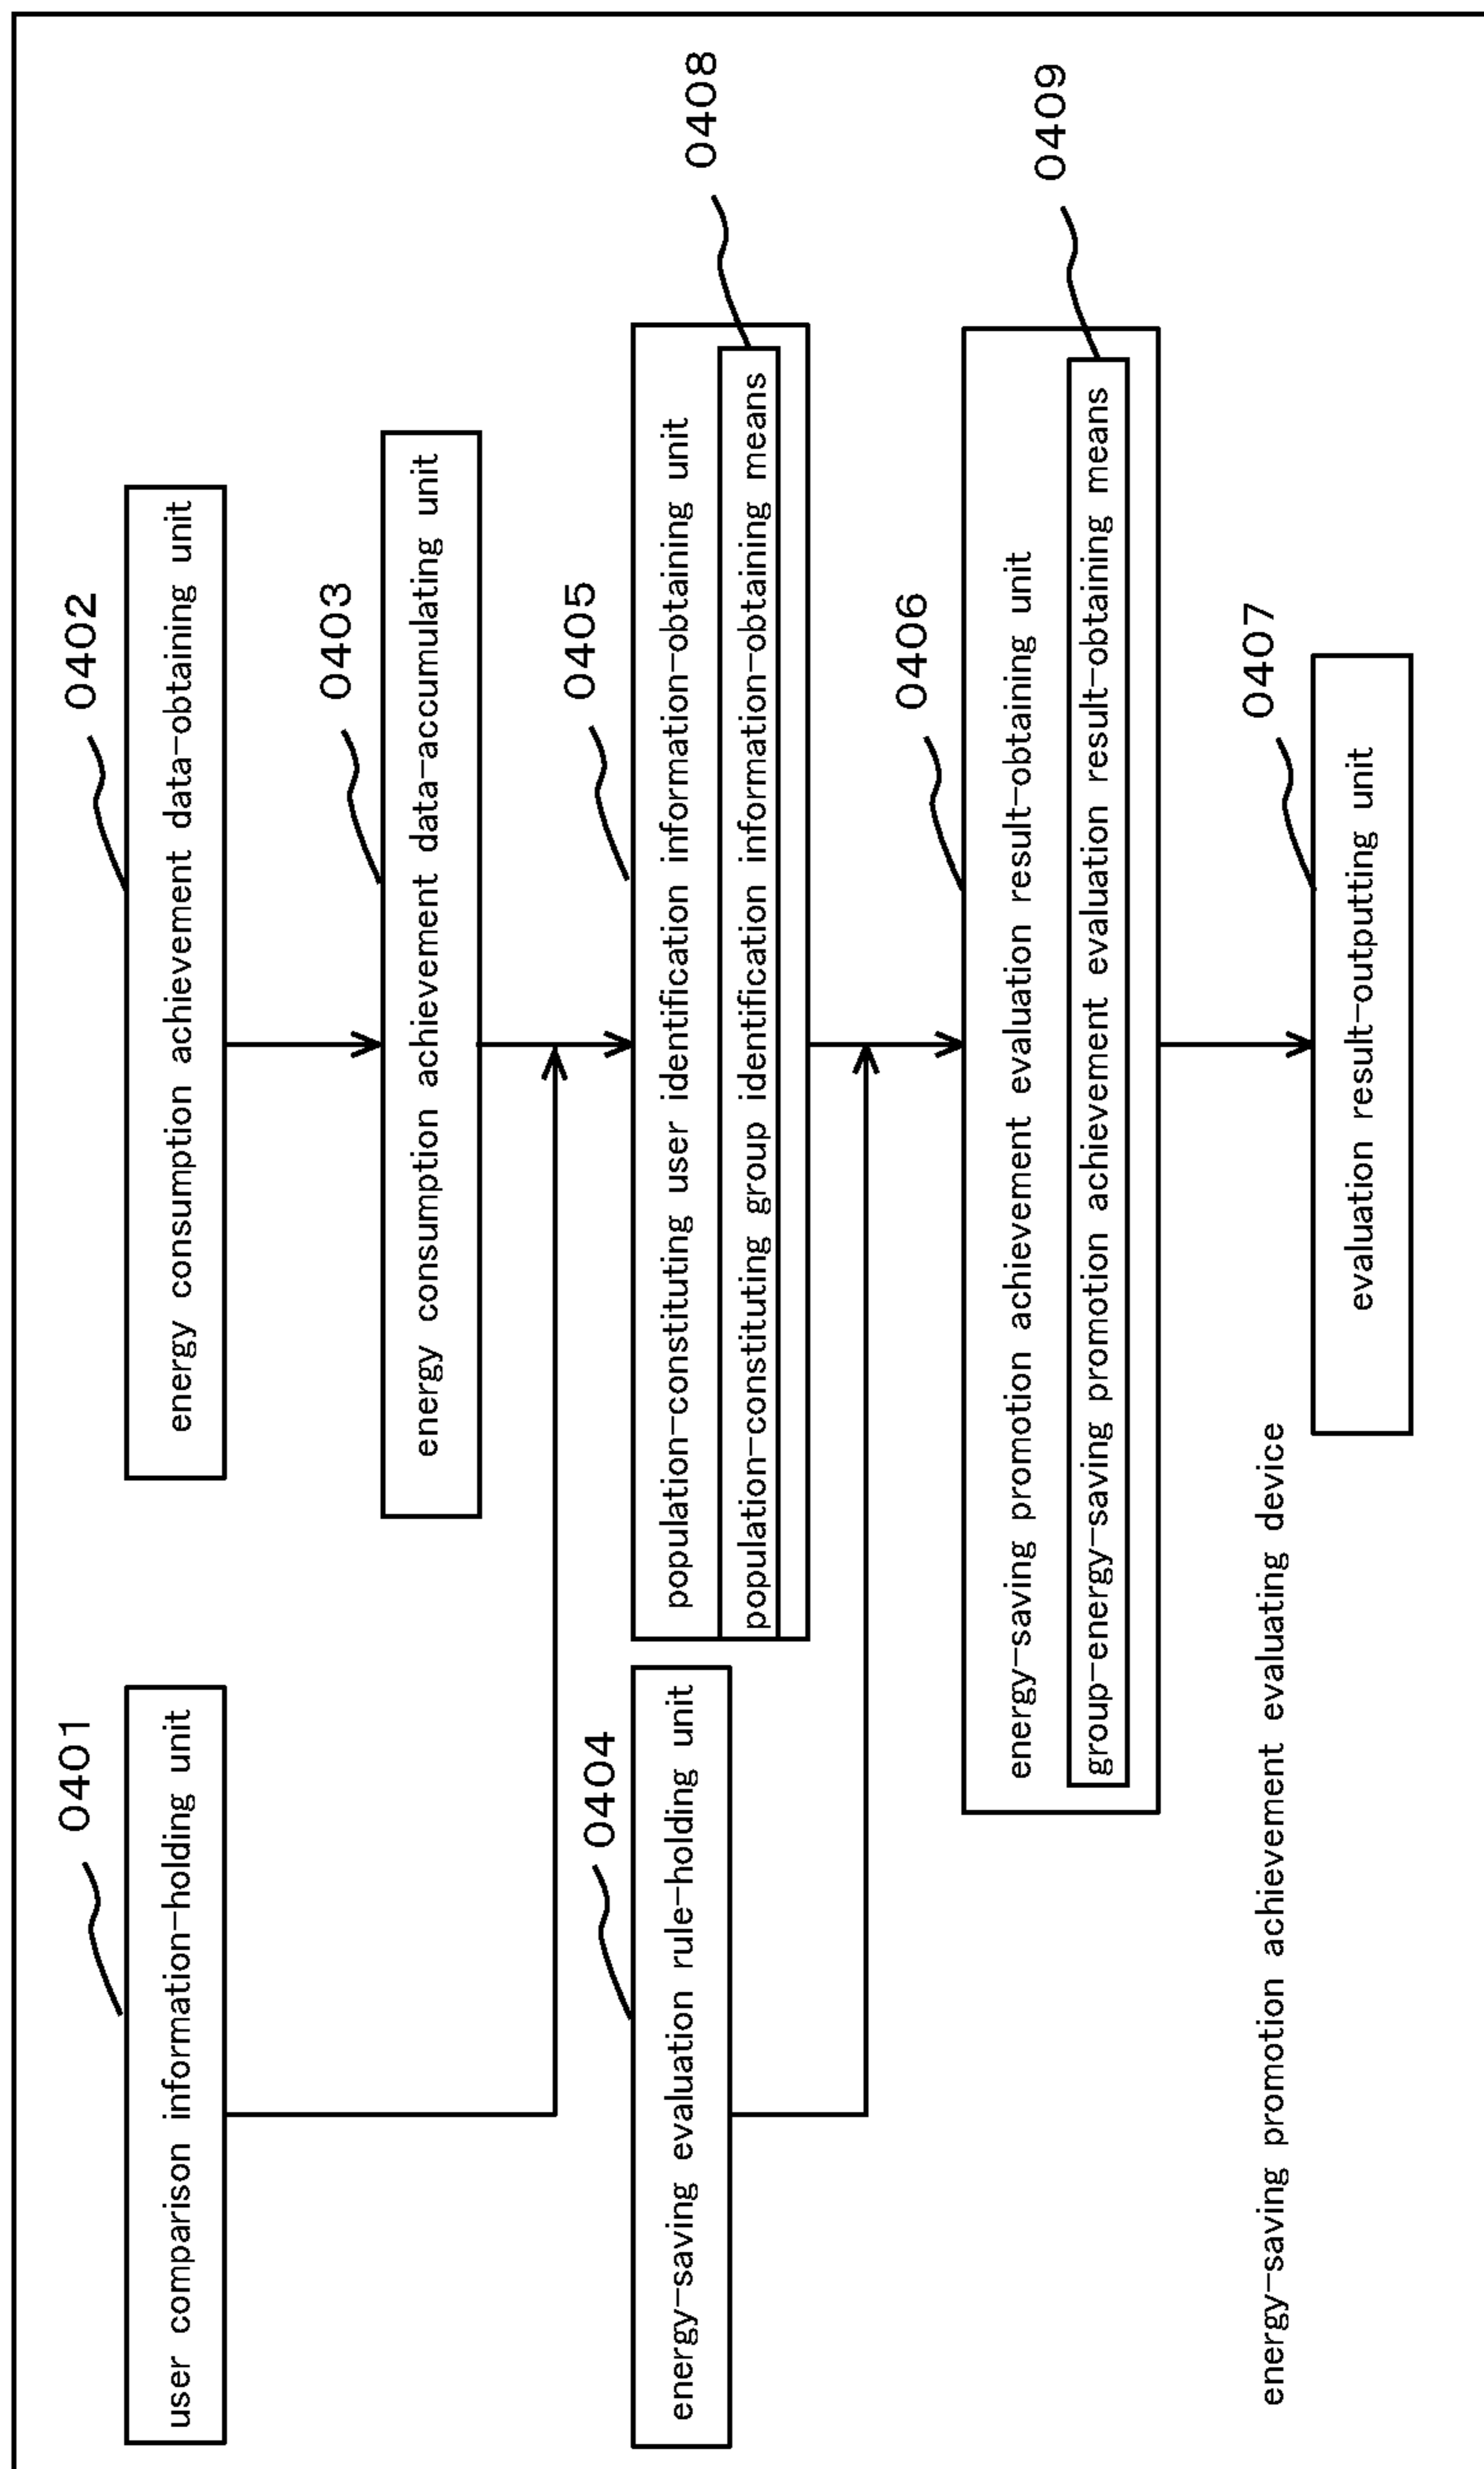 0401
user comparison information-holding unit
0402
energy consumption achievement data-obtaining unit
0403
energy consumption achievement data-accumulating unit
0404
energy-saving evaluation rule-holding unit
0405
population-constituting user identification information-obtaining unit
0408
population-constituting group identification information-obtaining means
0406
energy-saving promotion achievement evaluation result-obtaining unit
0409
group-energy-saving promotion achievement evaluation result-obtaining means
0407
evaluation result-outputting unit
energy-saving promotion achievement evaluating device